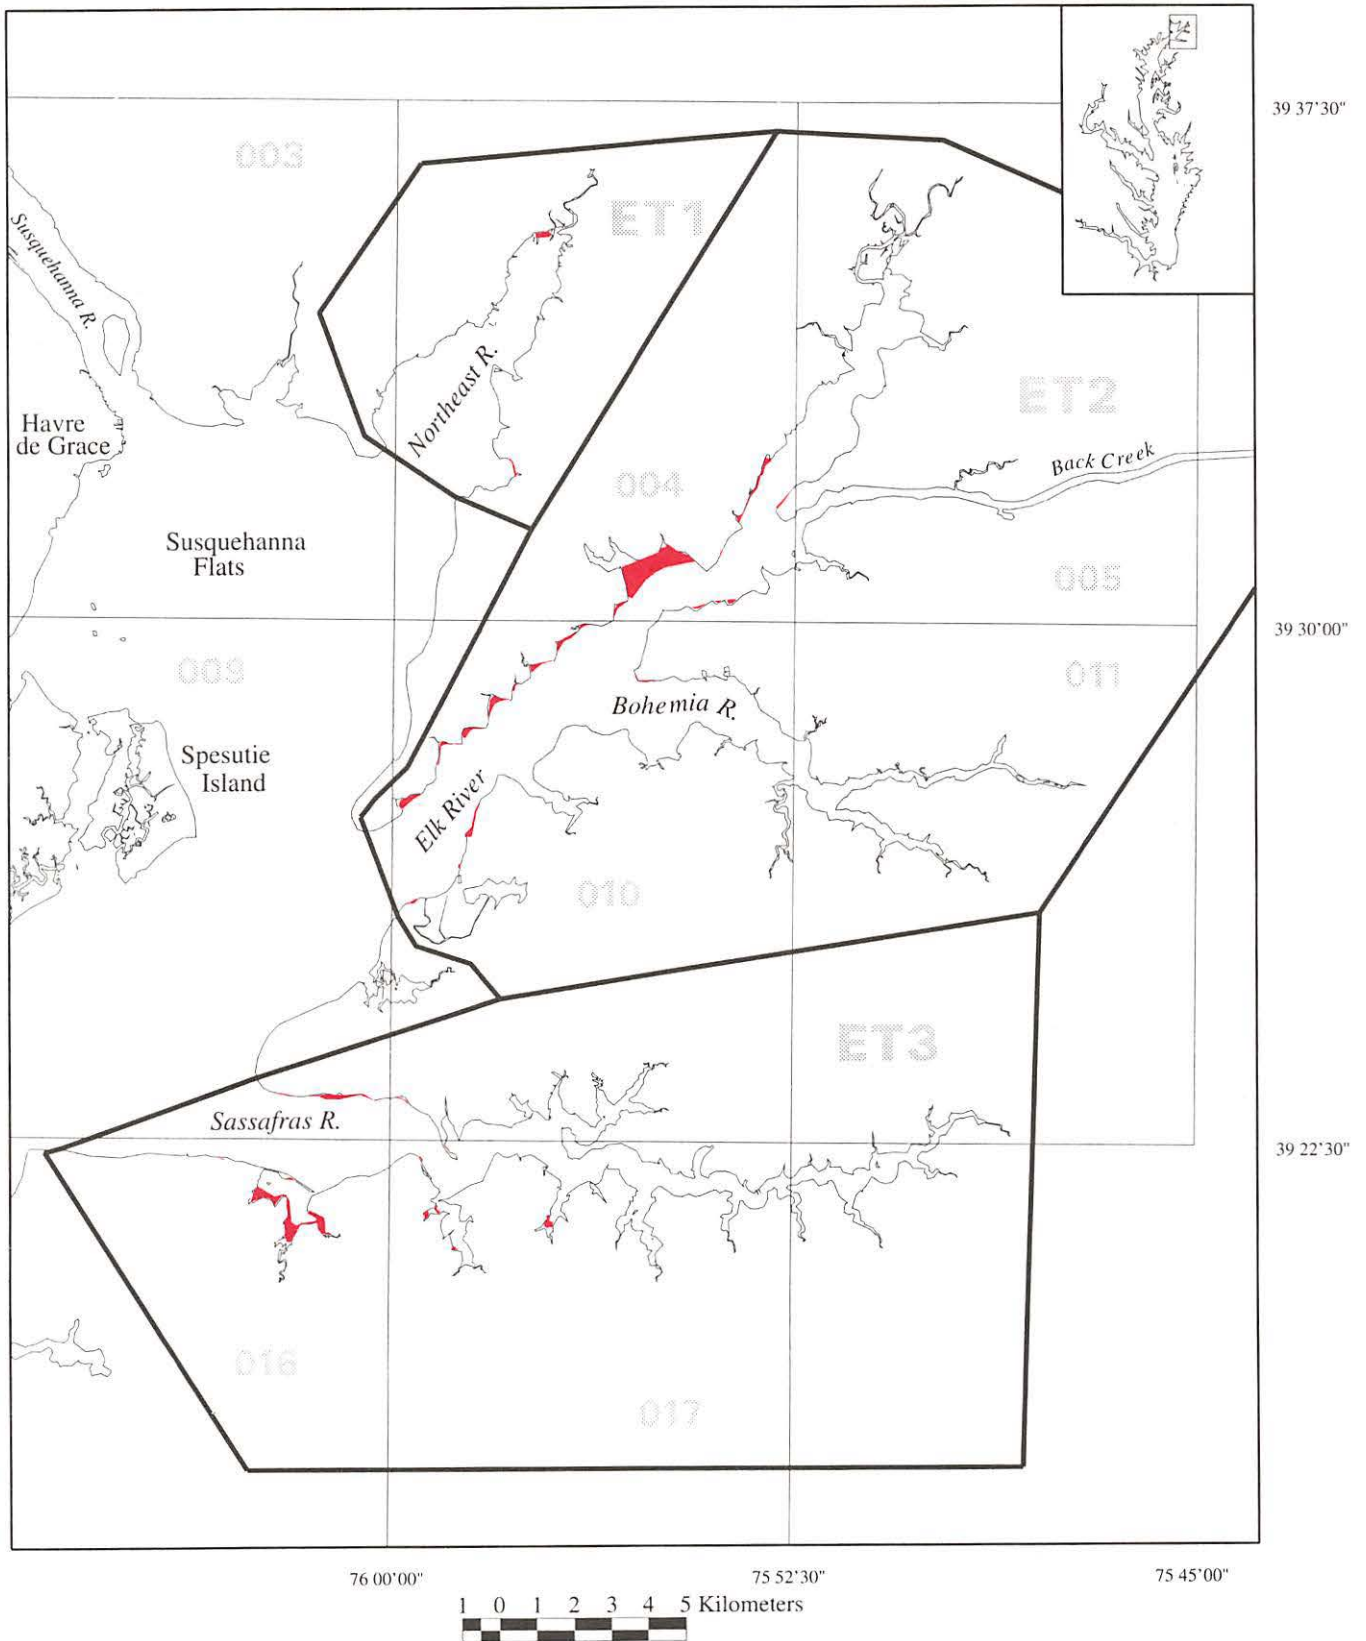 39 37'30"
003
ET1
Susquehanna R.
Northeast R.
ET2
Havre
de Grace
Back Creek
004
Susquehanna
Flats
005
39 30'00"
009
011
Bohemia R.
Spesutie
Island
Elk River
010
ET3
Sassafras R.
39 22'30"
016
017
76 00'00"
75 52'30"
75 45'00"
1 0 1 2 3 4 5 Kilometers